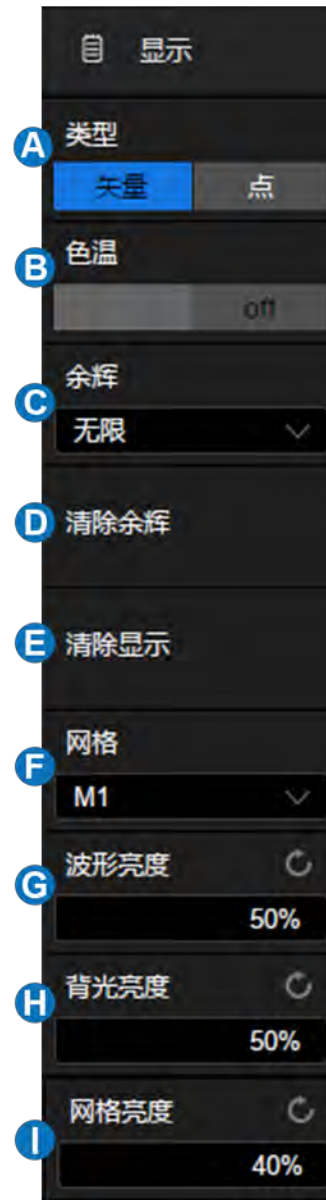 显示
A 类型
矢量 点
B 色温
off
C 余辉
无限
D 清除余辉
E 清除显示
F 网格
M1
G 波形亮度
50%
H 背光亮度
50%
I 网格亮度
40%